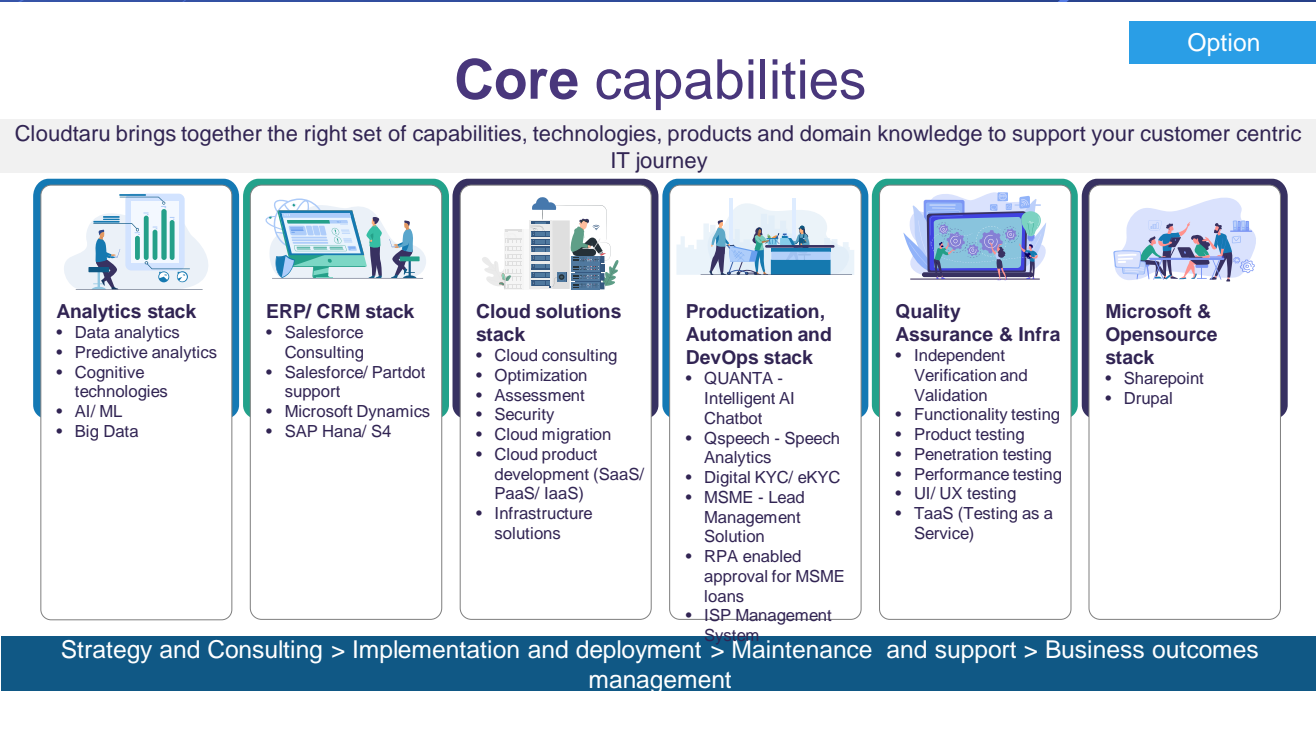 Option
Core capabilities
Cloudtaru brings together the right set of capabilities, technologies, products and domain knowledge to support your customer centric
IT journey
Analytics stack
• Data analytics
• Predictive analytics
• Cognitive
technologies
• AI/ ML
• Big Data
ERP/ CRM stack
• Salesforce
Consulting
• Salesforce/ Partdot
support
• Microsoft Dynamics
• SAP Hana/ S4
Cloud solutions
stack
• Cloud consulting
• Optimization
• Assessment
• Security
• Cloud migration
• Cloud product
development (SaaS/
PaaS/ IaaS)
• Infrastructure
solutions
Productization,
Automation and
DevOps stack
• QUANTA -
Intelligent AI
Chatbot
• Qspeech - Speech
Analytics
• Digital KYC/ eKYC
• MSME - Lead
Management
Solution
• RPA enabled
approval for MSME
loans
• ISP Management
System
Quality
Assurance & Infra
• Independent
Verification and
Validation
• Functionality testing
• Product testing
• Penetration testing
• Performance testing
• UI/ UX testing
• TaaS (Testing as a
Service)
Microsoft &
Opensource
stack
• Sharepoint
• Drupal
Strategy and Consulting > Implementation and deployment > Maintenance  and support > Business outcomes
management